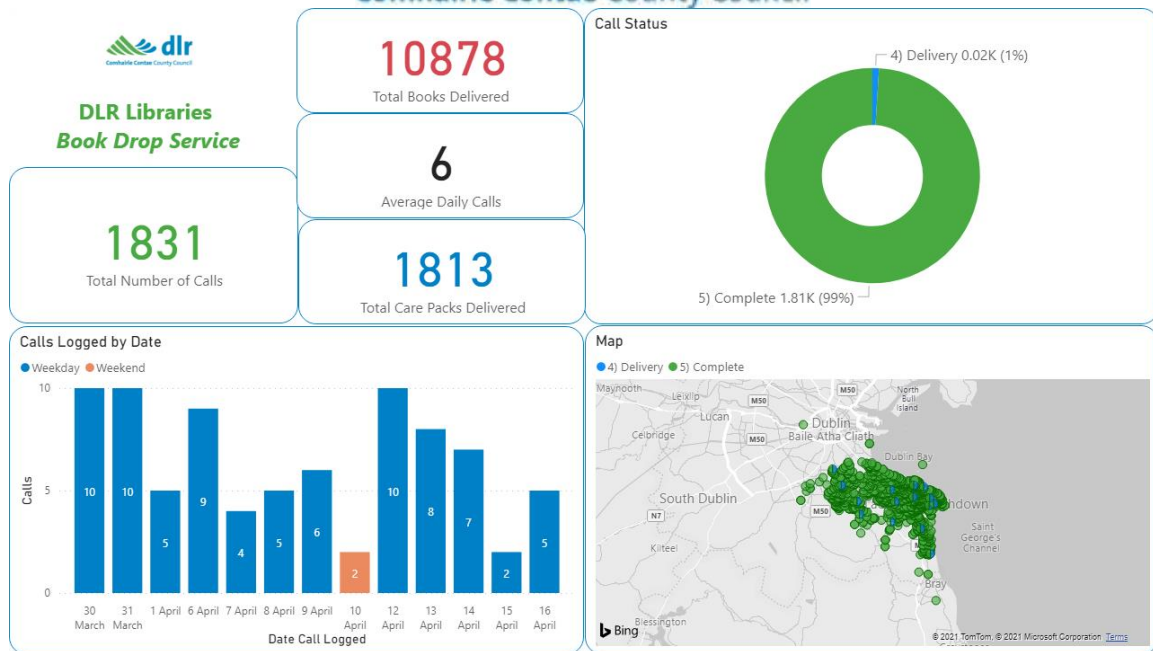 Comhairle Contae County Council
dlr
Comhairle Contae County Council
DLR Libraries
Book Drop Service
10878
Total Books Delivered
6
Average Daily Calls
1831
Total Number of Calls
1813
Total Care Packs Delivered
Call Status
4) Delivery 0.02K (1%)
5) Complete 1.81K (99%)
Calls Logged by Date
Weekday Weekend
10
5
0
Calls
10 10 5 9 4 5 6 2 10 8 7 2 5
30 March
31 March
1 April
6 April
7 April
8 April
9 April
10 April
12 April
13 April
14 April
15 April
16 April
Date Call Logged
Map
4) Delivery 5) Complete
Maynooth
Leixlip
M50
M50
North Bull Island
Lucan
Dublin
Celbridge
M50
Baile Atha Cliath
Dublin Bay
South Dublin
M50
N7
Kilteel
Saint George's Channel
Bray
Blessington
Bing
© 2021 TomTom, © 2021 Microsoft Corporation Terms